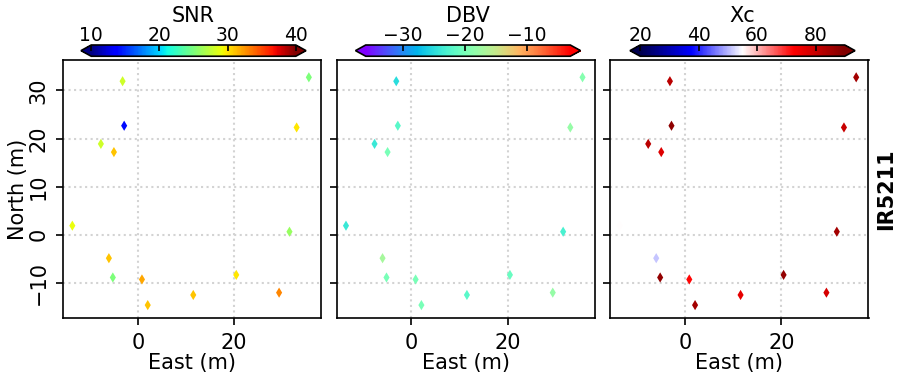 SNR DBV Xc
10 20 30 40 −30 −20 −10 20 40 60 80
North (m)
30
20
10
0
−10
IR5211
0 20 0 20 0 20
East (m) East (m) East (m)